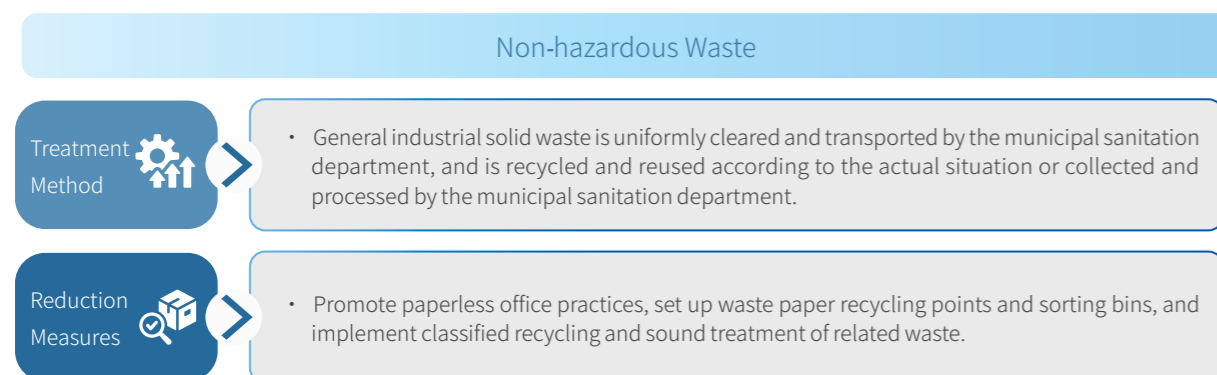 Non-hazardous Waste
Treatment
Method
• General industrial solid waste is uniformly cleared and transported by the municipal sanitation
department, and is recycled and reused according to the actual situation or collected and
processed by the municipal sanitation department.
Reduction
Measures
• Promote paperless office practices, set up waste paper recycling points and sorting bins, and
implement classified recycling and sound treatment of related waste.